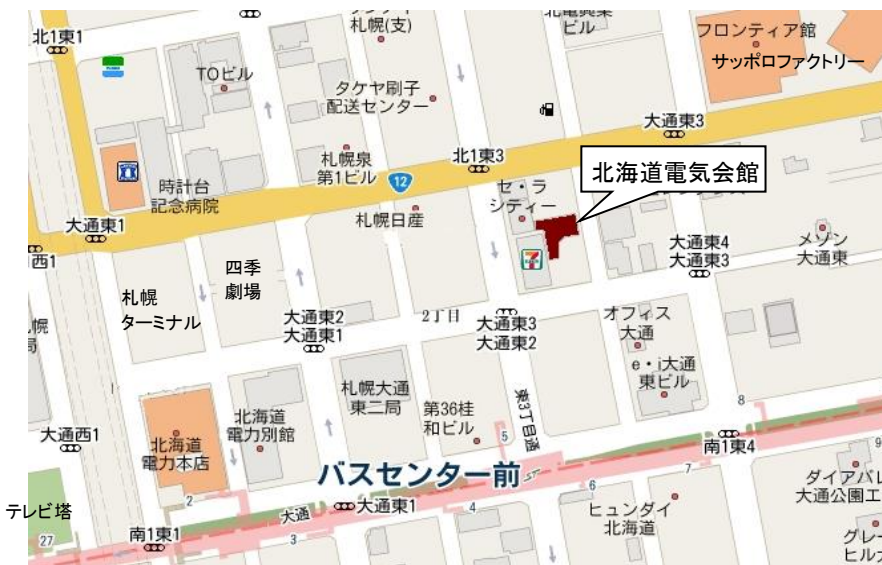 北1東1
札幌(支)
ビル
フロンティア館
サッポロファクトリー
TOビル
タケヤ刷子
配送センター
大通東3
札幌泉
第1ビル
北1東3
北海道電気会館
12
時計台
記念病院
セ・ラ
シティー
大通東1
札幌日産
大通東4
大通東3
メゾン
大通東
西1
四季
劇場
札幌
ターミナル
大通東2
大通東1
2丁目
大通東3
大通東2
オフィス
大通
e・i大通
東ビル
札幌大通
東二局
第36桂
和ビル
東3丁目通
北海道
電力別館
北海道
電力本店
大通西1
5
8
南1東4
9
バスセンター前
7
6
ダイアパレ
大通公園エ
テレビ塔
2
大通
大通東1
4
ヒュンダイ
北海道
27
南1東1
3
グレー
ヒル